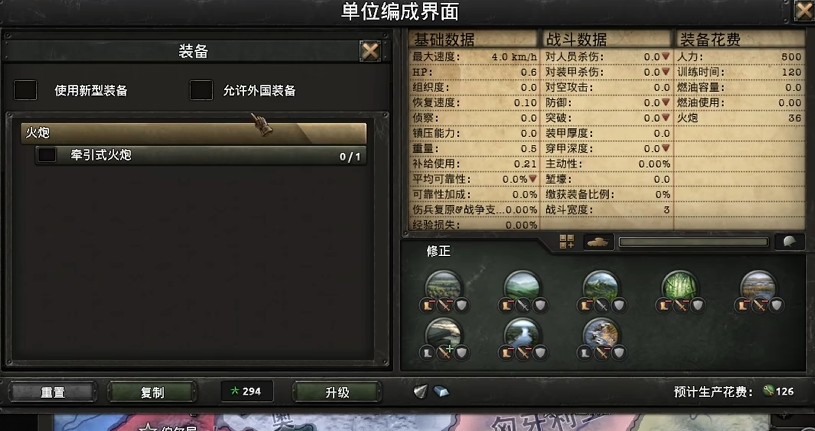 单位编成界面
装备
使用新型装备
允许外国装备
火炮
牵引式火炮 0/1
基础数据
最大速度: 4.0 km/h
HP: 0.6
组织度: 0.0
恢复速度: 0.10
侦察: 0.0
镇压能力: 0.0
重量: 0.5
补给使用: 0.21
平均可靠性: 0.0%
可靠性加成: 0.0%
伤兵复原&战争支...0.00%
经验损失: 0.00%
战斗数据
对人员杀伤: 0.0
对装甲杀伤: 0.0
对空攻击: 0.0
防御: 0.0
突破: 0.0
装甲厚度: 0.0
穿甲深度: 0.0
主动性: 0.00%
堑壕: 0.0
缴获装备比例: 0%
战斗宽度: 3
装备花费
人力: 500
训练时间: 120
燃油容量: 0.0
燃油使用: 0.00
火炮 36
修正
重置
复制
294
升级
预计生产花费: 126
奥
匈牙利